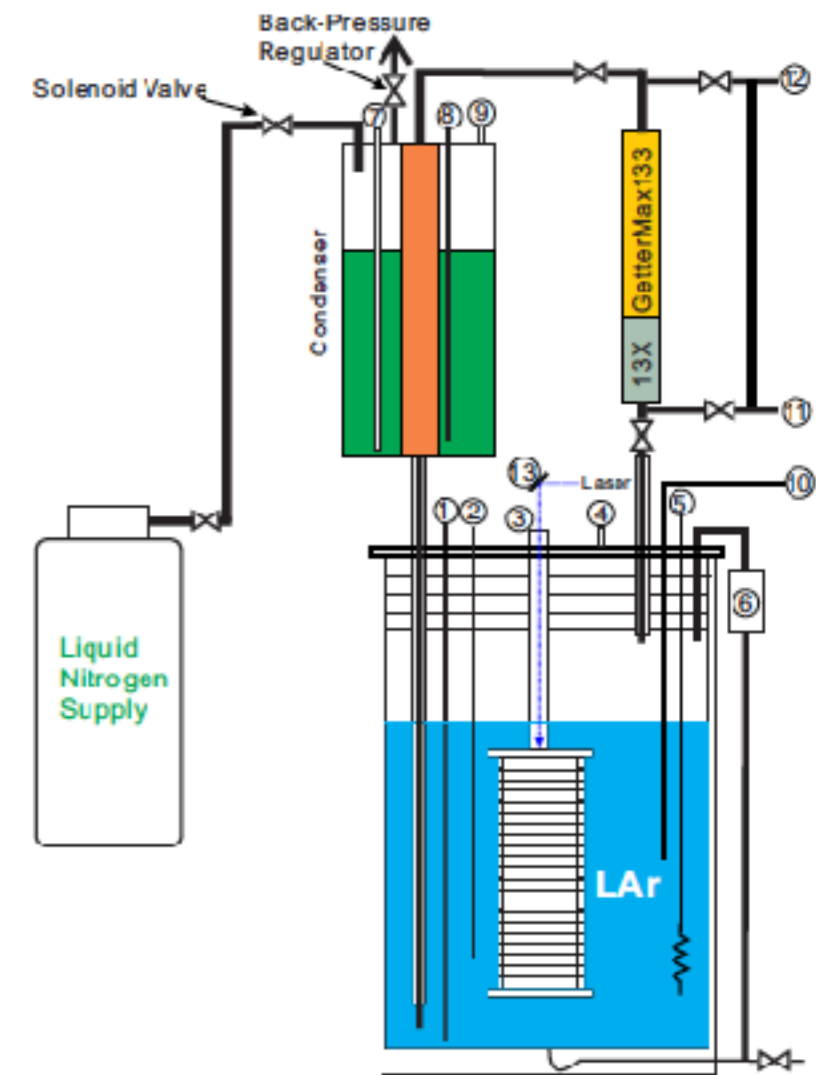 Back-Pressure
Regulator
Solenoid Valve
⑦
⑧
⑨
⑫
Condenser
GetterMax133
13X
⑪
⑬
Laser
⑩
①
②
③
④
⑤
⑥
Liquid
Nitrogen
Supply
LAr